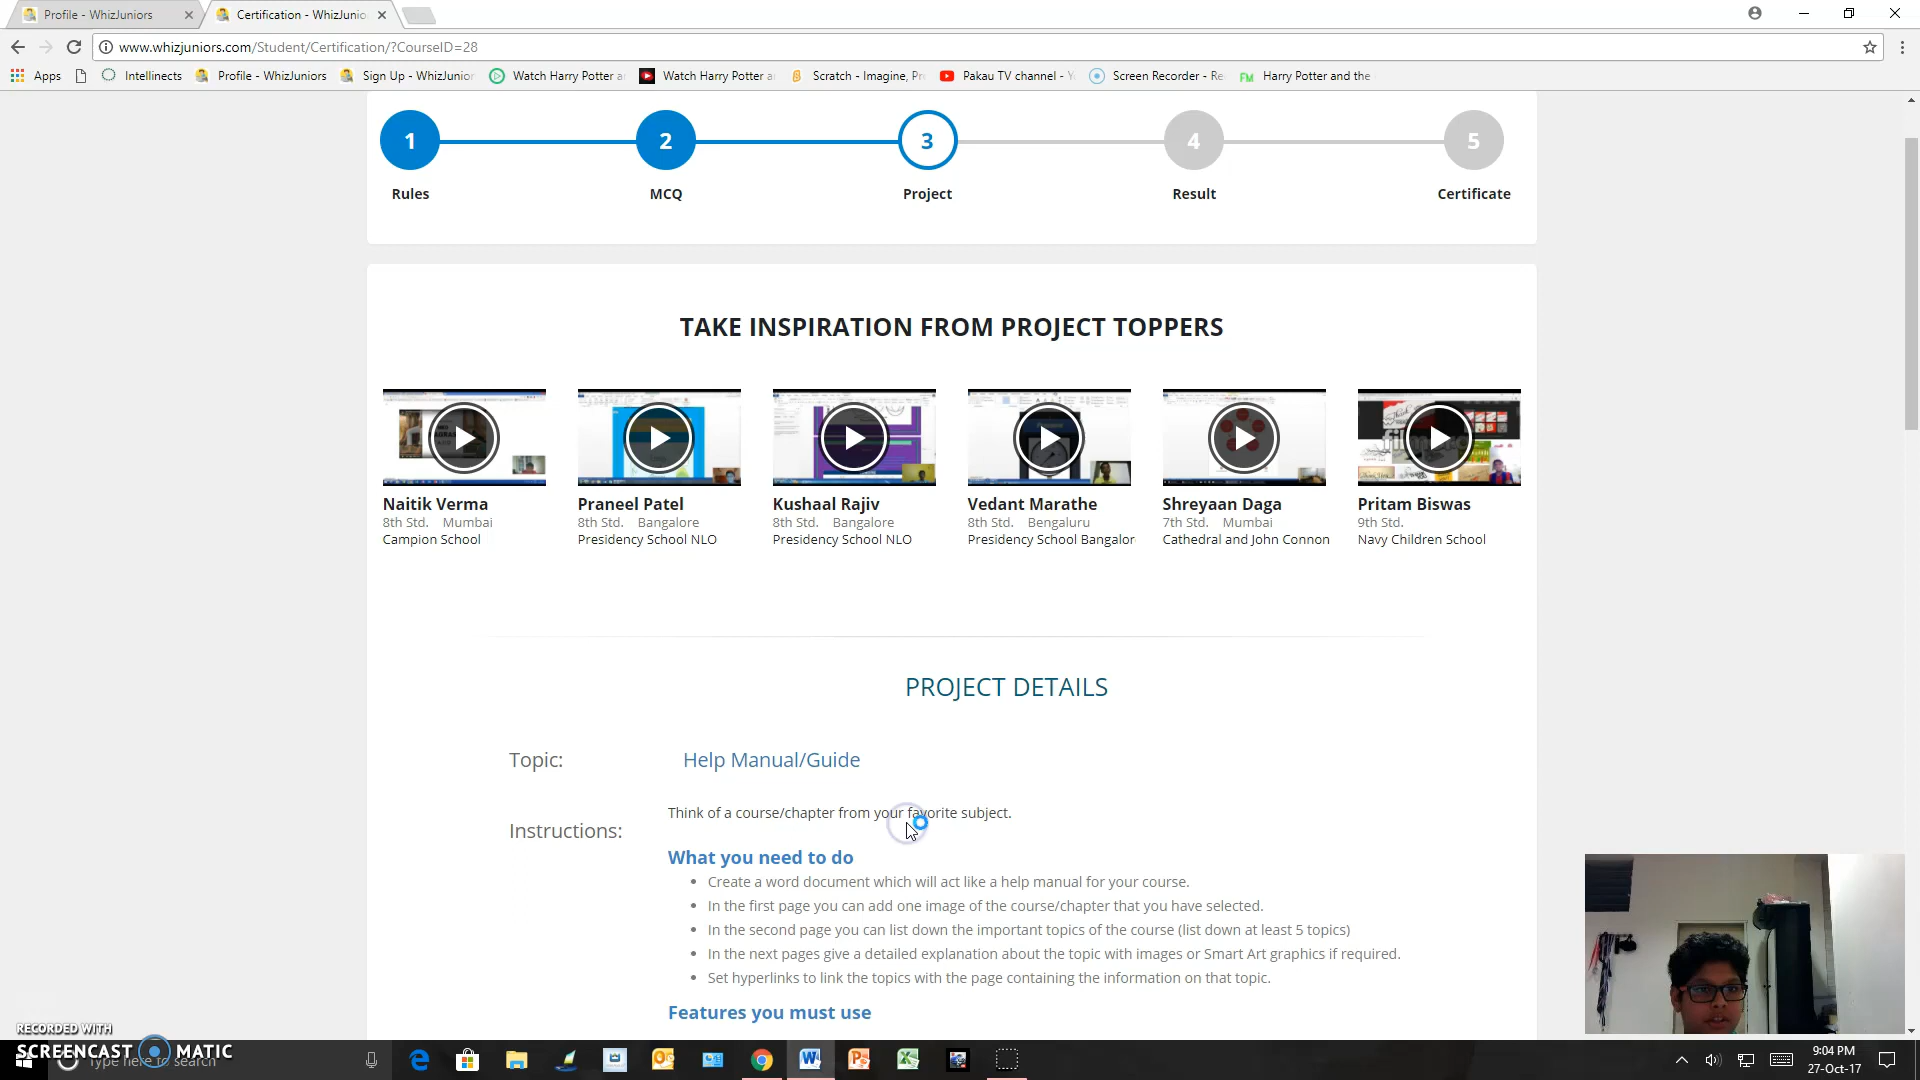 Profile - WhizJuniors
Certification - WhizJunio
www.whizjuniors.com/Student/Certification/?CourseID=28
Apps
Intellinects
Profile - WhizJuniors
Sign Up - WhizJunior
Watch Harry Potter a
Watch Harry Potter a
Scratch - Imagine, Pr
Pakau TV channel - Y
Screen Recorder - Re
FM
Harry Potter and the
1
2
3
4
5
Rules
MCQ
Project
Result
Certificate
TAKE INSPIRATION FROM PROJECT TOPPERS
Naitik Verma
8th Std. Mumbai
Campion School
Praneel Patel
8th Std. Bangalore
Presidency School NLO
Kushaal Rajiv
8th Std. Bangalore
Presidency School NLO
Vedant Marathe
8th Std. Bengaluru
Presidency School Bangalor
Shreyaan Daga
7th Std. Mumbai
Cathedral and John Connon
Pritam Biswas
9th Std.
Navy Children School
PROJECT DETAILS
Topic:
Help Manual/Guide
Instructions:
Think of a course/chapter from your favorite subject.
What you need to do
Create a word document which will act like a help manual for your course.
In the first page you can add one image of the course/chapter that you have selected.
In the second page you can list down the important topics of the course (list down at least 5 topics)
In the next pages give a detailed explanation about the topic with images or Smart Art graphics if required.
Set hyperlinks to link the topics with the page containing the information on that topic.
Features you must use
RECORDED WITH
SCREENCAST MATIC
Type here to search
9:04 PM
27-Oct-17